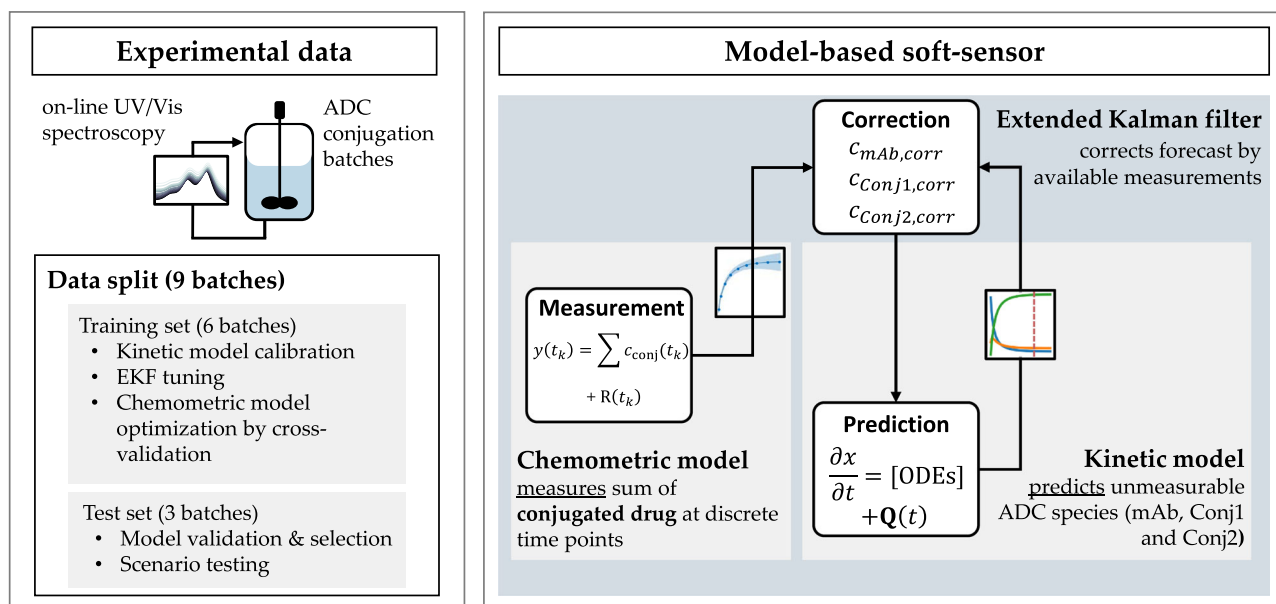 Experimental data
on-line UV/Vis
spectroscopy
ADC
conjugation
batches
Data split (9 batches)
Training set (6 batches)
• Kinetic model calibration
• EKF tuning
• Chemometric model
optimization by cross-
validation
Test set (3 batches)
• Model validation & selection
• Scenario testing
Model-based soft-sensor
Correction
c_{mAb,corr}
c_{Conj1,corr}
c_{Conj2,corr}
Extended Kalman filter
corrects forecast by
available measurements
Measurement
y(t_k) = ∑ c_{conj}(t_k)
+ R(t_k)
Chemometric model
measures sum of
conjugated drug at discrete
time points
Prediction
∂x/∂t = [ODEs]
+Q(t)
Kinetic model
predicts unmeasurable
ADC species (mAb, Conj1
and Conj2)